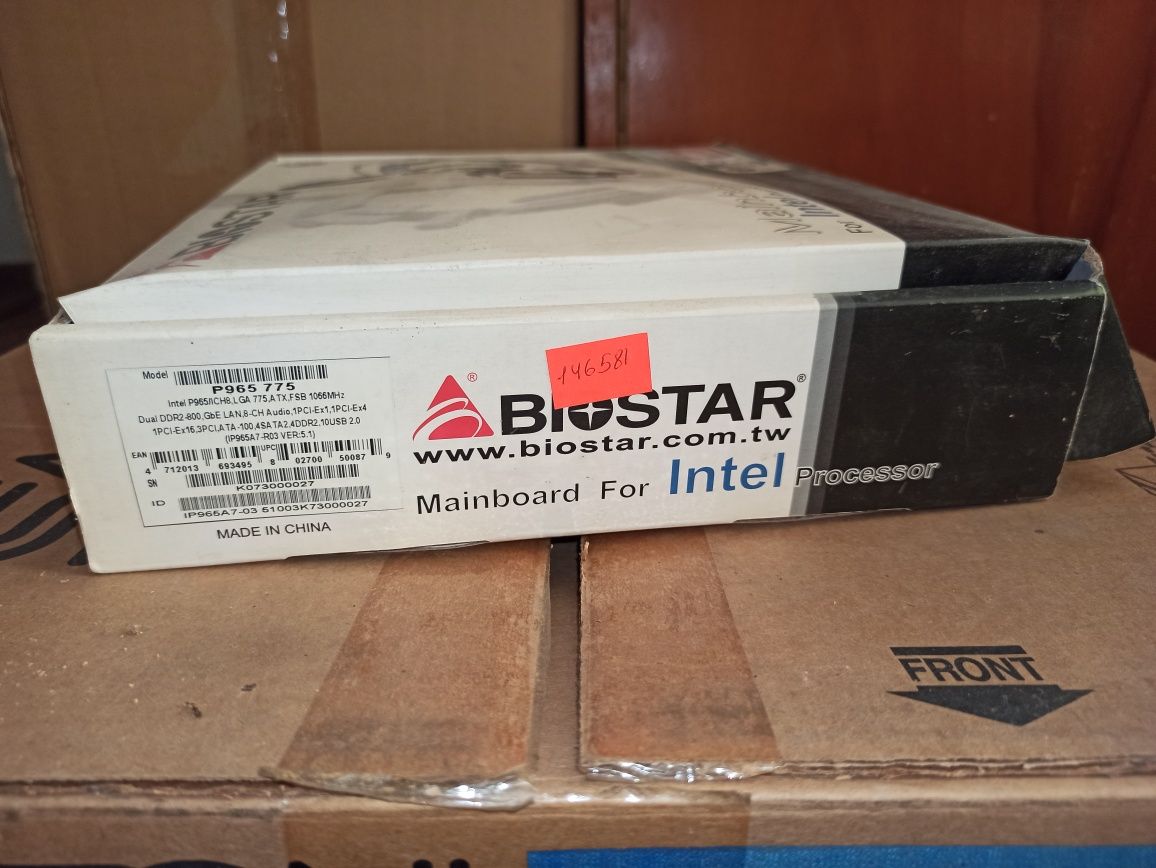 BIOSTAR
For Intel
146581
Model
P965 775
Intel P965/ICH8,LGA 775,ATX,FSB 1066MHz
Dual DDR2-800,GbE LAN,8-CH Audio,1PCI-Ex1,1PCI-Ex4
1PCI-Ex16,3PCI,ATA-100,4SATA2,4DDR2,10USB 2.0
(IP965A7-R03 VER:5.1)
EAN UPC
4 712013 693495 8 02700 50087 9
SN
K073000027
ID
IP965A7-03 51003K73000027
MADE IN CHINA
BIOSTAR®
www.biostar.com.tw
Mainboard For Intel Processor
FRONT